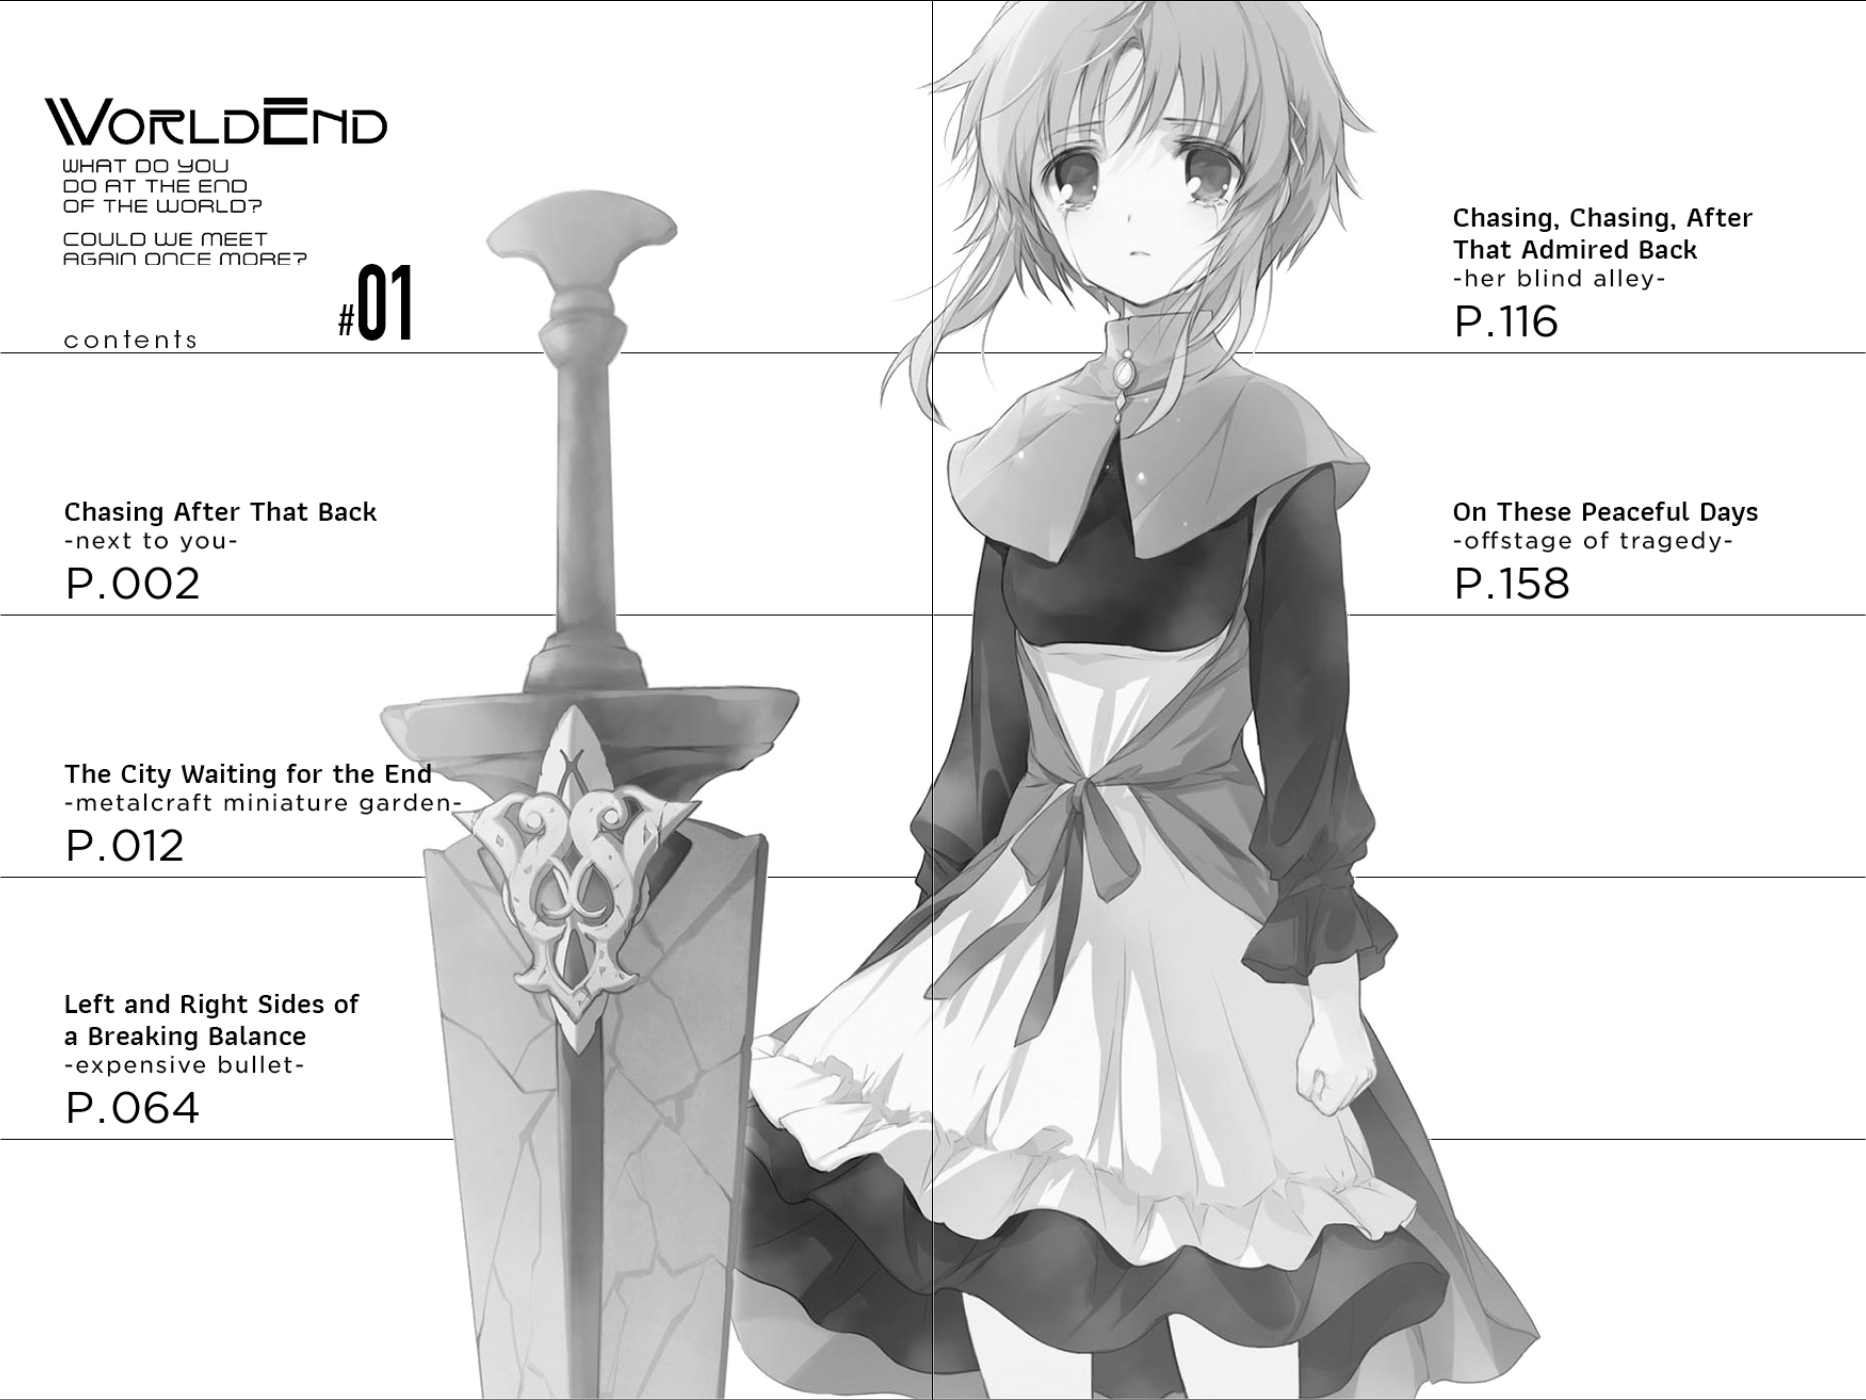 WORLDEND
WHAT DO YOU
DO AT THE END
OF THE WORLD?
COULD WE MEET
AGAIN ONCE MORE?
#01
contents
Chasing After That Back
-next to you-
P.002
The City Waiting for the End
-metalcraft miniature garden-
P.012
Left and Right Sides of
a Breaking Balance
-expensive bullet-
P.064
Chasing, Chasing, After
That Admired Back
-her blind alley-
P.116
On These Peaceful Days
-offstage of tragedy-
P.158